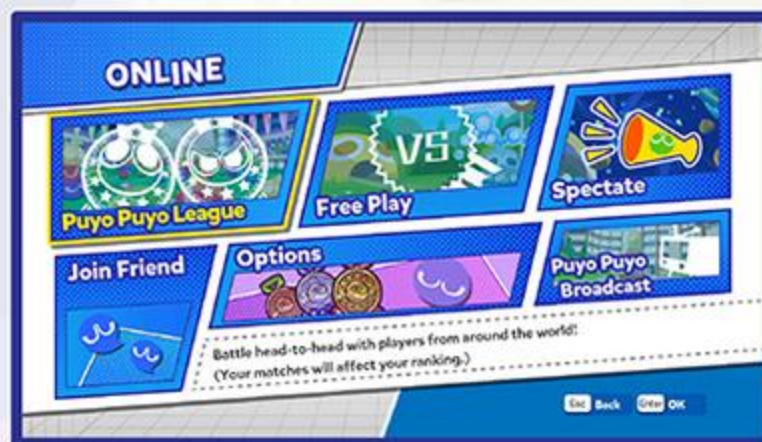 ONLINE
Puyo Puyo League
VS
Free Play
Spectate
Join Friend
Options
Puyo Puyo
Broadcast
Battle head-to-head with players from around the world!
(Your matches will affect your ranking.)
Esc Back Enter OK